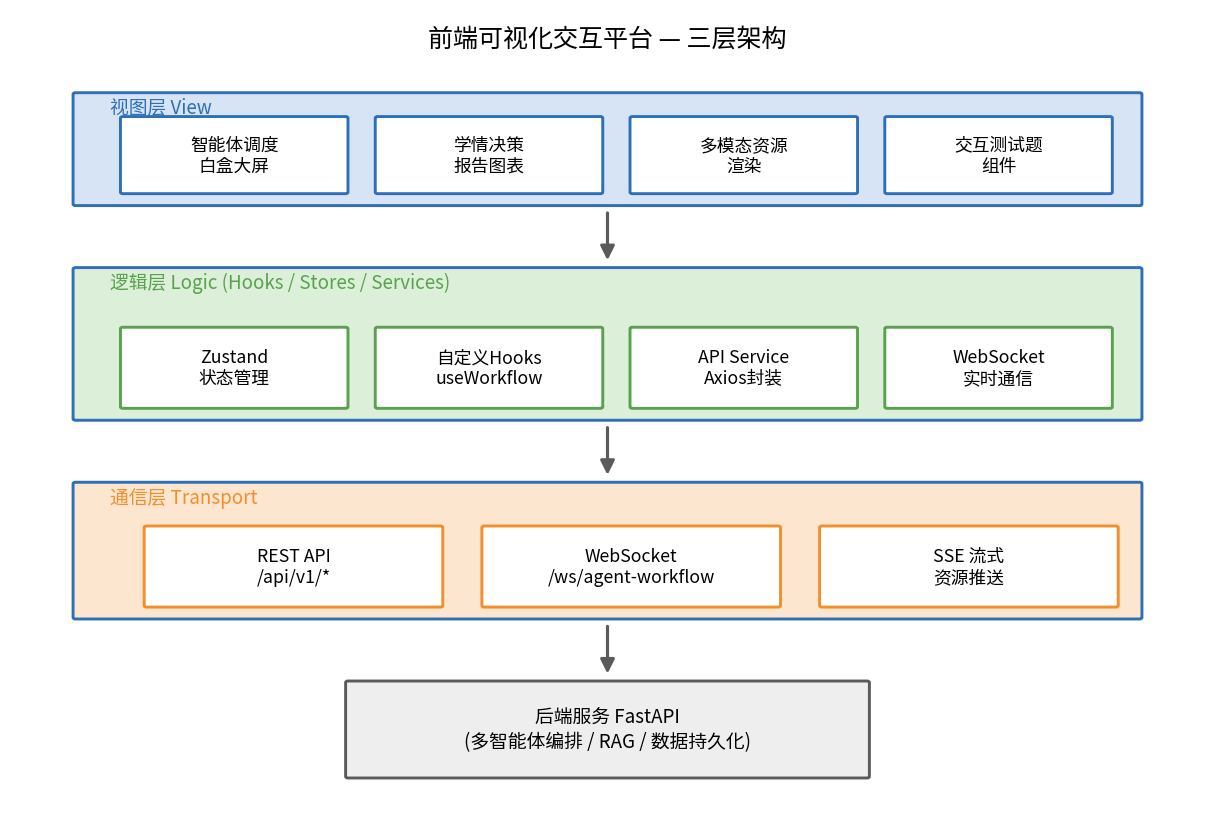 前端可视化交互平台 — 三层架构
视图层 View
智能体调度
白盒大屏
学情决策
报告图表
多模态资源
渲染
交互测试题
组件
逻辑层 Logic (Hooks / Stores / Services)
Zustand
状态管理
自定义Hooks
useWorkflow
API Service
Axios封装
WebSocket
实时通信
通信层 Transport
REST API
/api/v1/*
WebSocket
/ws/agent-workflow
SSE 流式
资源推送
后端服务 FastAPI
(多智能体编排 / RAG / 数据持久化)